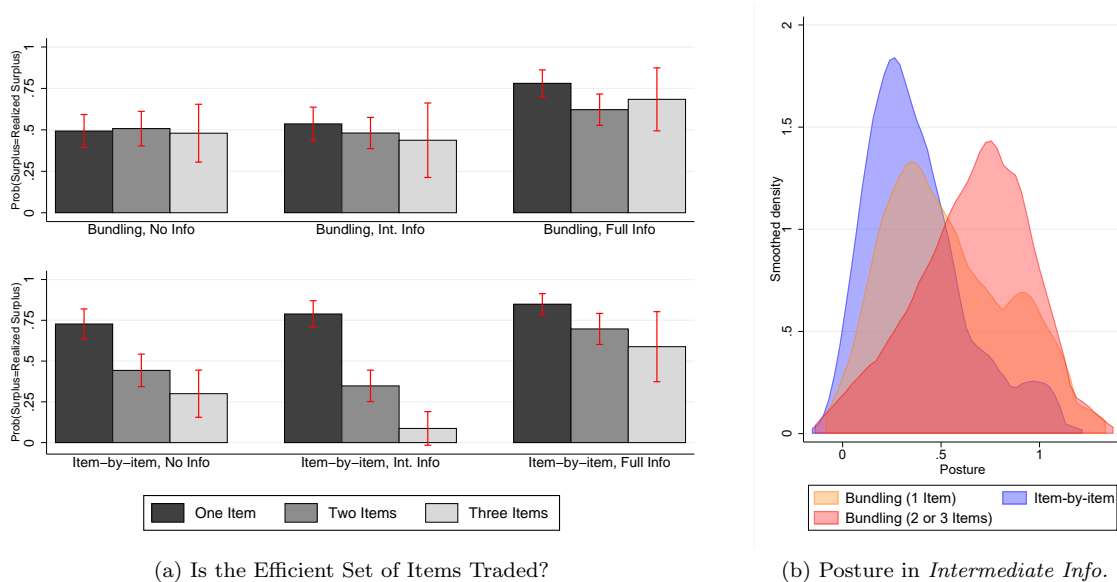 Prob(Surplus=Realized Surplus)
0 .25 .5 .75 1
Bundling, No Info
Bundling, Int. Info
Bundling, Full Info
Prob(Surplus=Realized Surplus)
0 .25 .5 .75 1
Item−by−item, No Info
Item−by−item, Int. Info
Item−by−item, Full Info
One Item
Two Items
Three Items
(a) Is the Efficient Set of Items Traded?
Smoothed density
2
1.5
1
.5
0
0 .5 1
Posture
Bundling (1 Item)
Item−by−item
Bundling (2 or 3 Items)
(b) Posture in Intermediate Info.